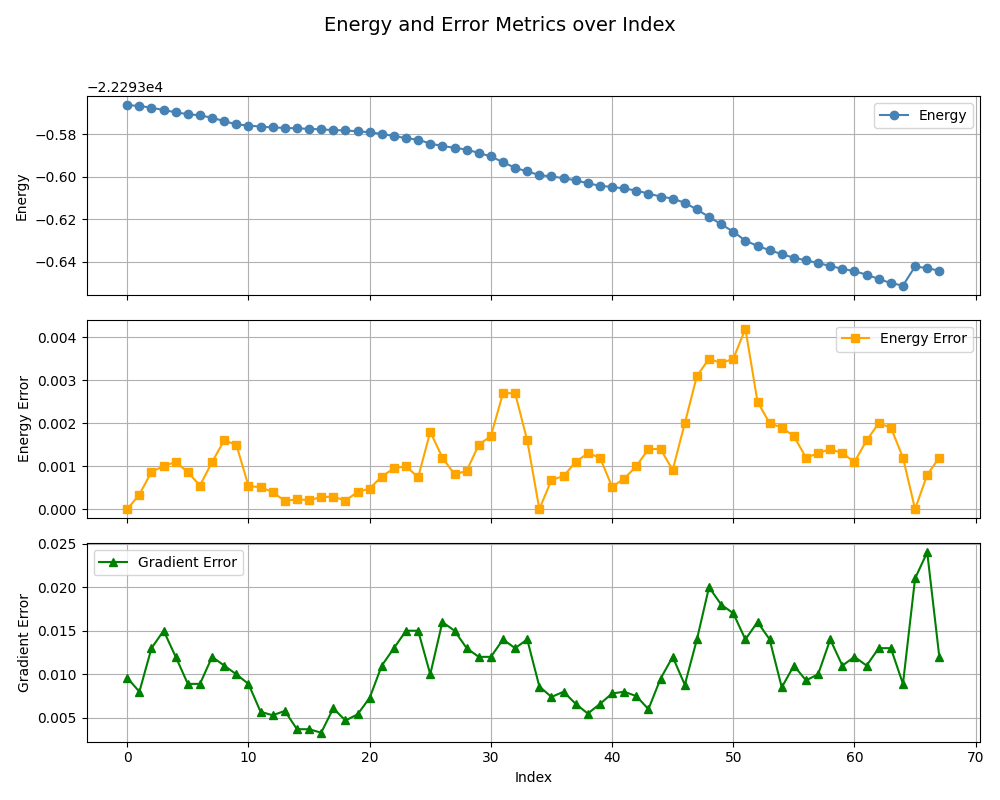 Energy and Error Metrics over Index
−2.2293e4
Energy
−0.58
−0.60
−0.62
−0.64
Energy
Energy Error
0.004
0.003
0.002
0.001
0.000
Energy Error
Gradient Error
0.025
0.020
0.015
0.010
0.005
Gradient Error
0 10 20 30 40 50 60 70
Index